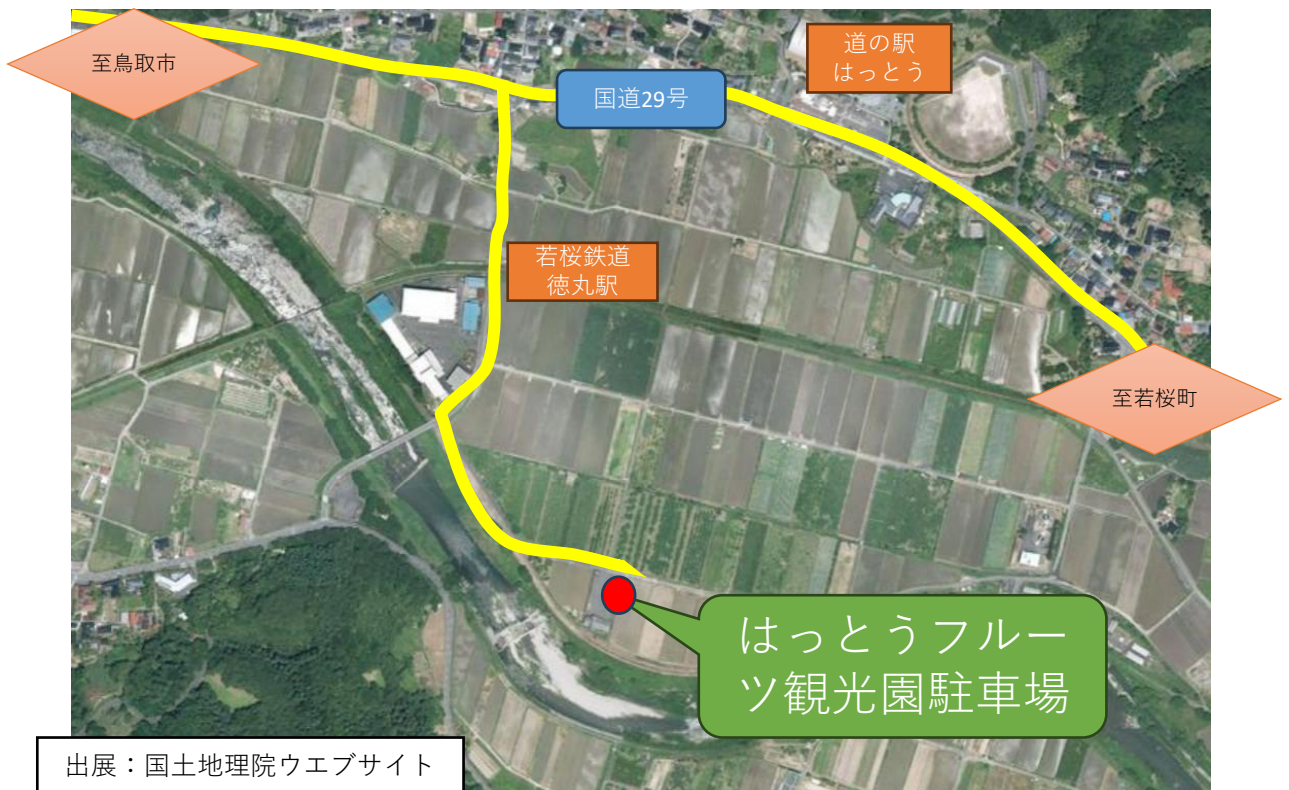 至鳥取市
国道29号
道の駅
はっとう
若桜鉄道
徳丸駅
至若桜町
はっとうフルー
ツ観光園駐車場
出展：国土地理院ウエブサイト